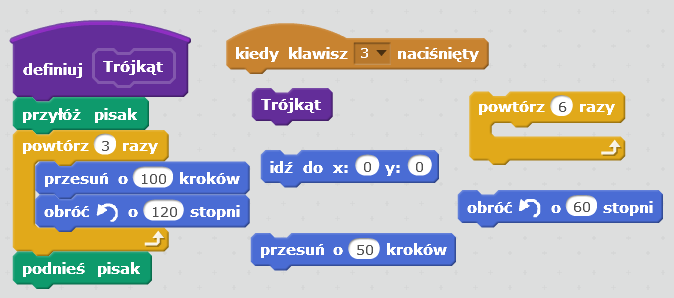 definiuj Trójkąt
przyłóż pisak
powtórz 3 razy
przesuń o 100 kroków
obróć o 120 stopni
podnieś pisak
kiedy klawisz 3 naciśnięty
Trójkąt
idź do x: 0 y: 0
przesuń o 50 kroków
powtórz 6 razy
obróć o 60 stopni